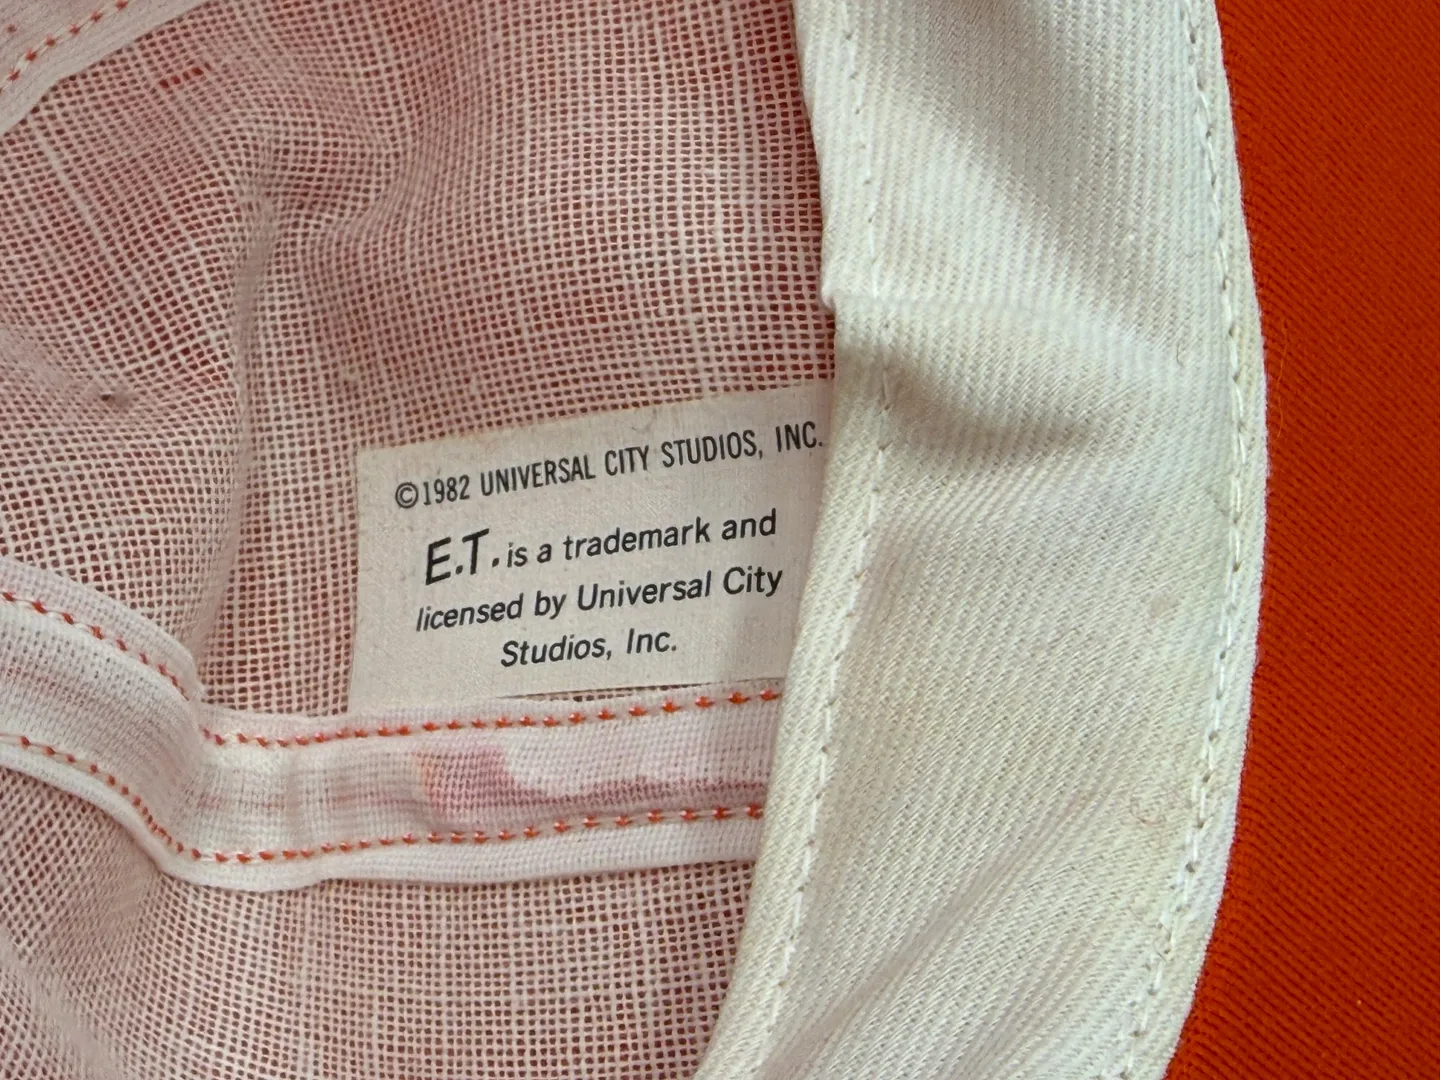 ©1982 UNIVERSAL CITY STUDIOS, INC.
E.T. is a trademark and
licensed by Universal City
Studios, Inc.